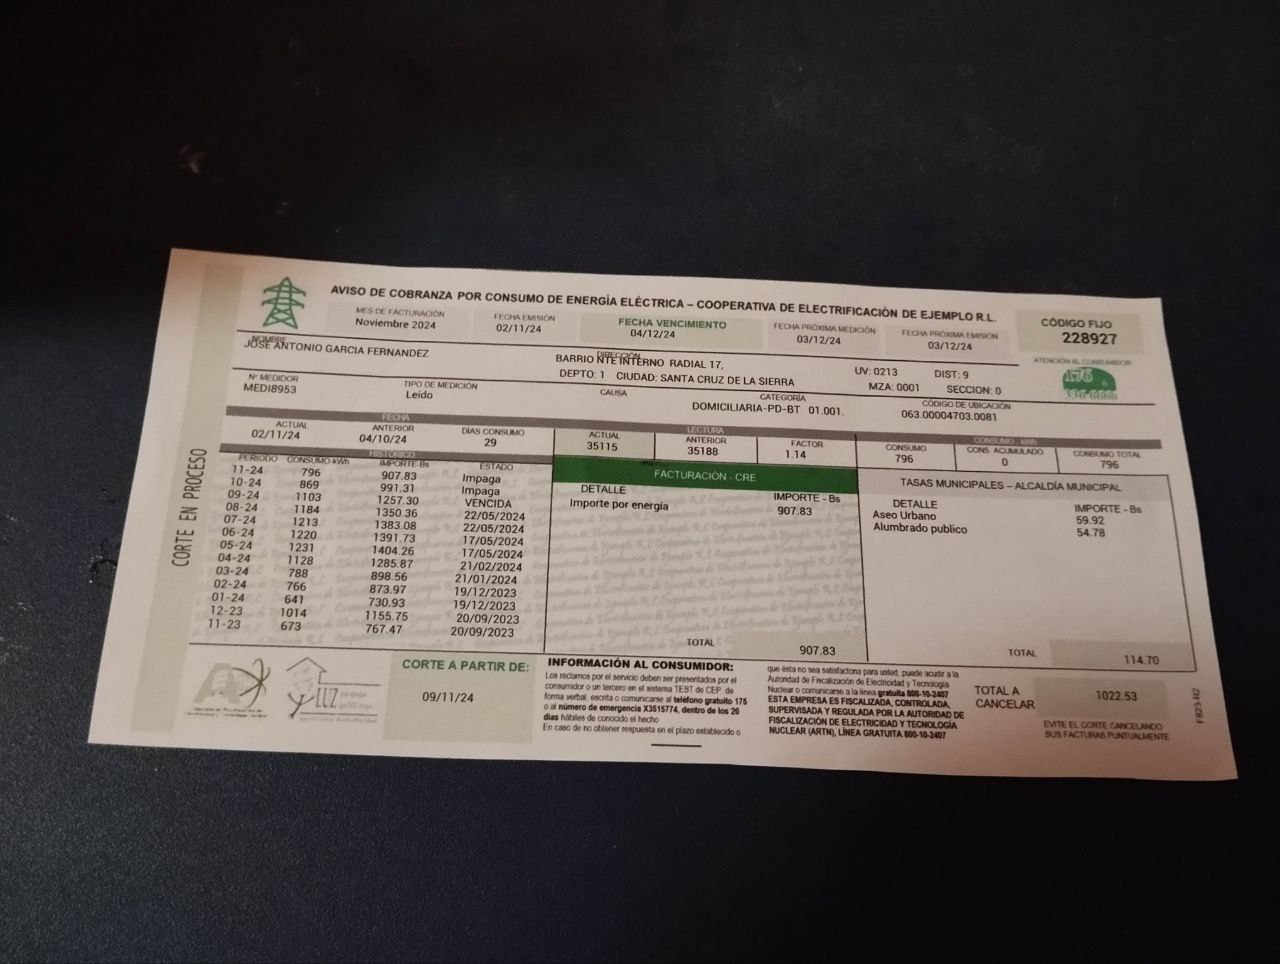 AVISO DE COBRANZA POR CONSUMO DE ENERGÍA ELÉCTRICA – COOPERATIVA DE ELECTRIFICACIÓN DE EJEMPLO R.L.
MES DE FACTURACIÓN
Noviembre 2024
FECHA EMISIÓN
02/11/24
FECHA VENCIMIENTO
04/12/24
FECHA PRÓXIMA MEDICIÓN
03/12/24
FECHA PRÓXIMA EMISIÓN
03/12/24
CÓDIGO FIJO
228927
NOMBRE
JOSE ANTONIO GARCIA FERNANDEZ
DIRECCIÓN
BARRIO NTE INTERNO RADIAL 17,
DEPTO: 1 CIUDAD: SANTA CRUZ DE LA SIERRA
UV: 0213 DIST: 9
MZA: 0001 SECCION: 0
ATENCIÓN AL CONSUMIDOR
176
Nº MEDIDOR
MEDI8953
TIPO DE MEDICIÓN
Leído
CAUSA
CATEGORÍA
DOMICILIARIA-PD-BT 01.001.
CÓDIGO DE UBICACIÓN
063.00004703.0081
FECHA
ACTUAL
02/11/24
ANTERIOR
04/10/24
DÍAS CONSUMO
29
LECTURA
ACTUAL
35115
ANTERIOR
35188
FACTOR
1.14
CONSUMO - kWh
CONSUMO
796
CONS. ACUMULADO
0
CONSUMO TOTAL
796
HISTÓRICO
PERIODO CONSUMO-kWh IMPORTE-Bs ESTADO
11-24 796 907.83 Impaga
10-24 869 991.31 Impaga
09-24 1103 1257.30 VENCIDA
08-24 1184 1350.36 22/05/2024
07-24 1213 1383.08 22/05/2024
06-24 1220 1391.73 17/05/2024
05-24 1231 1404.26 17/05/2024
04-24 1128 1285.87 21/02/2024
03-24 788 898.56 21/01/2024
02-24 766 873.97 19/12/2023
01-24 641 730.93 19/12/2023
12-23 1014 1155.75 20/09/2023
11-23 673 767.47 20/09/2023
FACTURACIÓN - CRE
DETALLE IMPORTE - Bs
Importe por energía 907.83
TOTAL 907.83
TASAS MUNICIPALES – ALCALDÍA MUNICIPAL
DETALLE IMPORTE - Bs
Aseo Urbano 59.92
Alumbrado publico 54.78
TOTAL 114.70
CORTE EN PROCESO
LUZ
CORTE A PARTIR DE:
09/11/24
INFORMACIÓN AL CONSUMIDOR:
Los reclamos por el servicio deben ser presentados por el
consumidor o un tercero en el sistema TEST de CEP de
forma verbal, escrita o comunicarse al teléfono gratuito 175
o al número de emergencia X3515774, dentro de los 20
días hábiles de conocido el hecho
En caso de no obtener respuesta en el plazo establecido o
que ésta no sea satisfactoria para usted, puede acudir a la
Autoridad de Fiscalización de Electricidad y Tecnología
Nuclear o comunicarse a la línea gratuita 800-10-2407
ESTA EMPRESA ES FISCALIZADA, CONTROLADA,
SUPERVISADA Y REGULADA POR LA AUTORIDAD DE
FISCALIZACIÓN DE ELECTRICIDAD Y TECNOLOGÍA
NUCLEAR (ARTN), LÍNEA GRATUITA 800-10-2407
TOTAL A
CANCELAR
1022.53
EVITE EL CORTE CANCELANDO
SUS FACTURAS PUNTUALMENTE
F823-R2